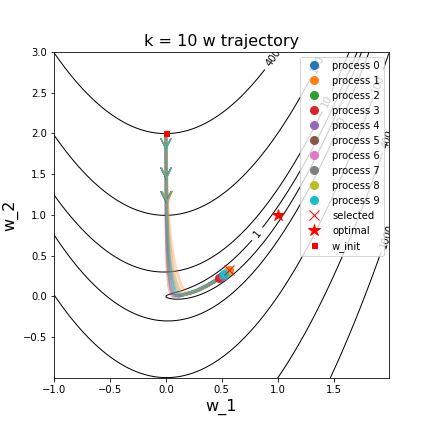 k = 10 w trajectory
3.0
2.5
2.0
1.5
1.0
0.5
0.0
−0.5
w_2
−1.0
−0.5
0.0
0.5
1.0
1.5
w_1
400
1
10
process 0
process 1
process 2
process 3
process 4
process 5
process 6
process 7
process 8
process 9
selected
optimal
w_init